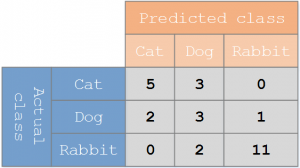 Predicted class
Cat Dog Rabbit
Actual class
Cat 5 3 0
Dog 2 3 1
Rabbit 0 2 11